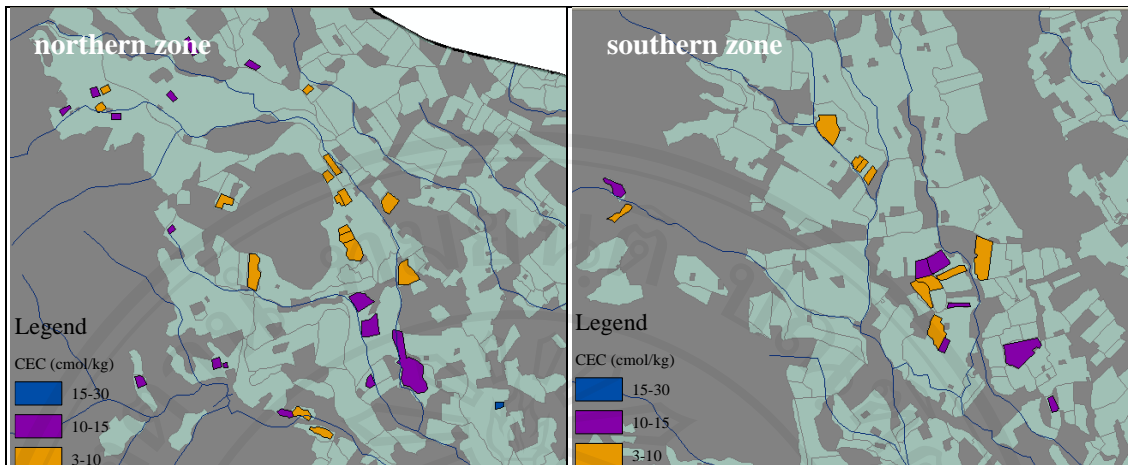 northern zone
Legend
CEC (cmol/kg)
15-30
10-15
3-10
southern zone
Legend
CEC (cmol/kg)
15-30
10-15
3-10